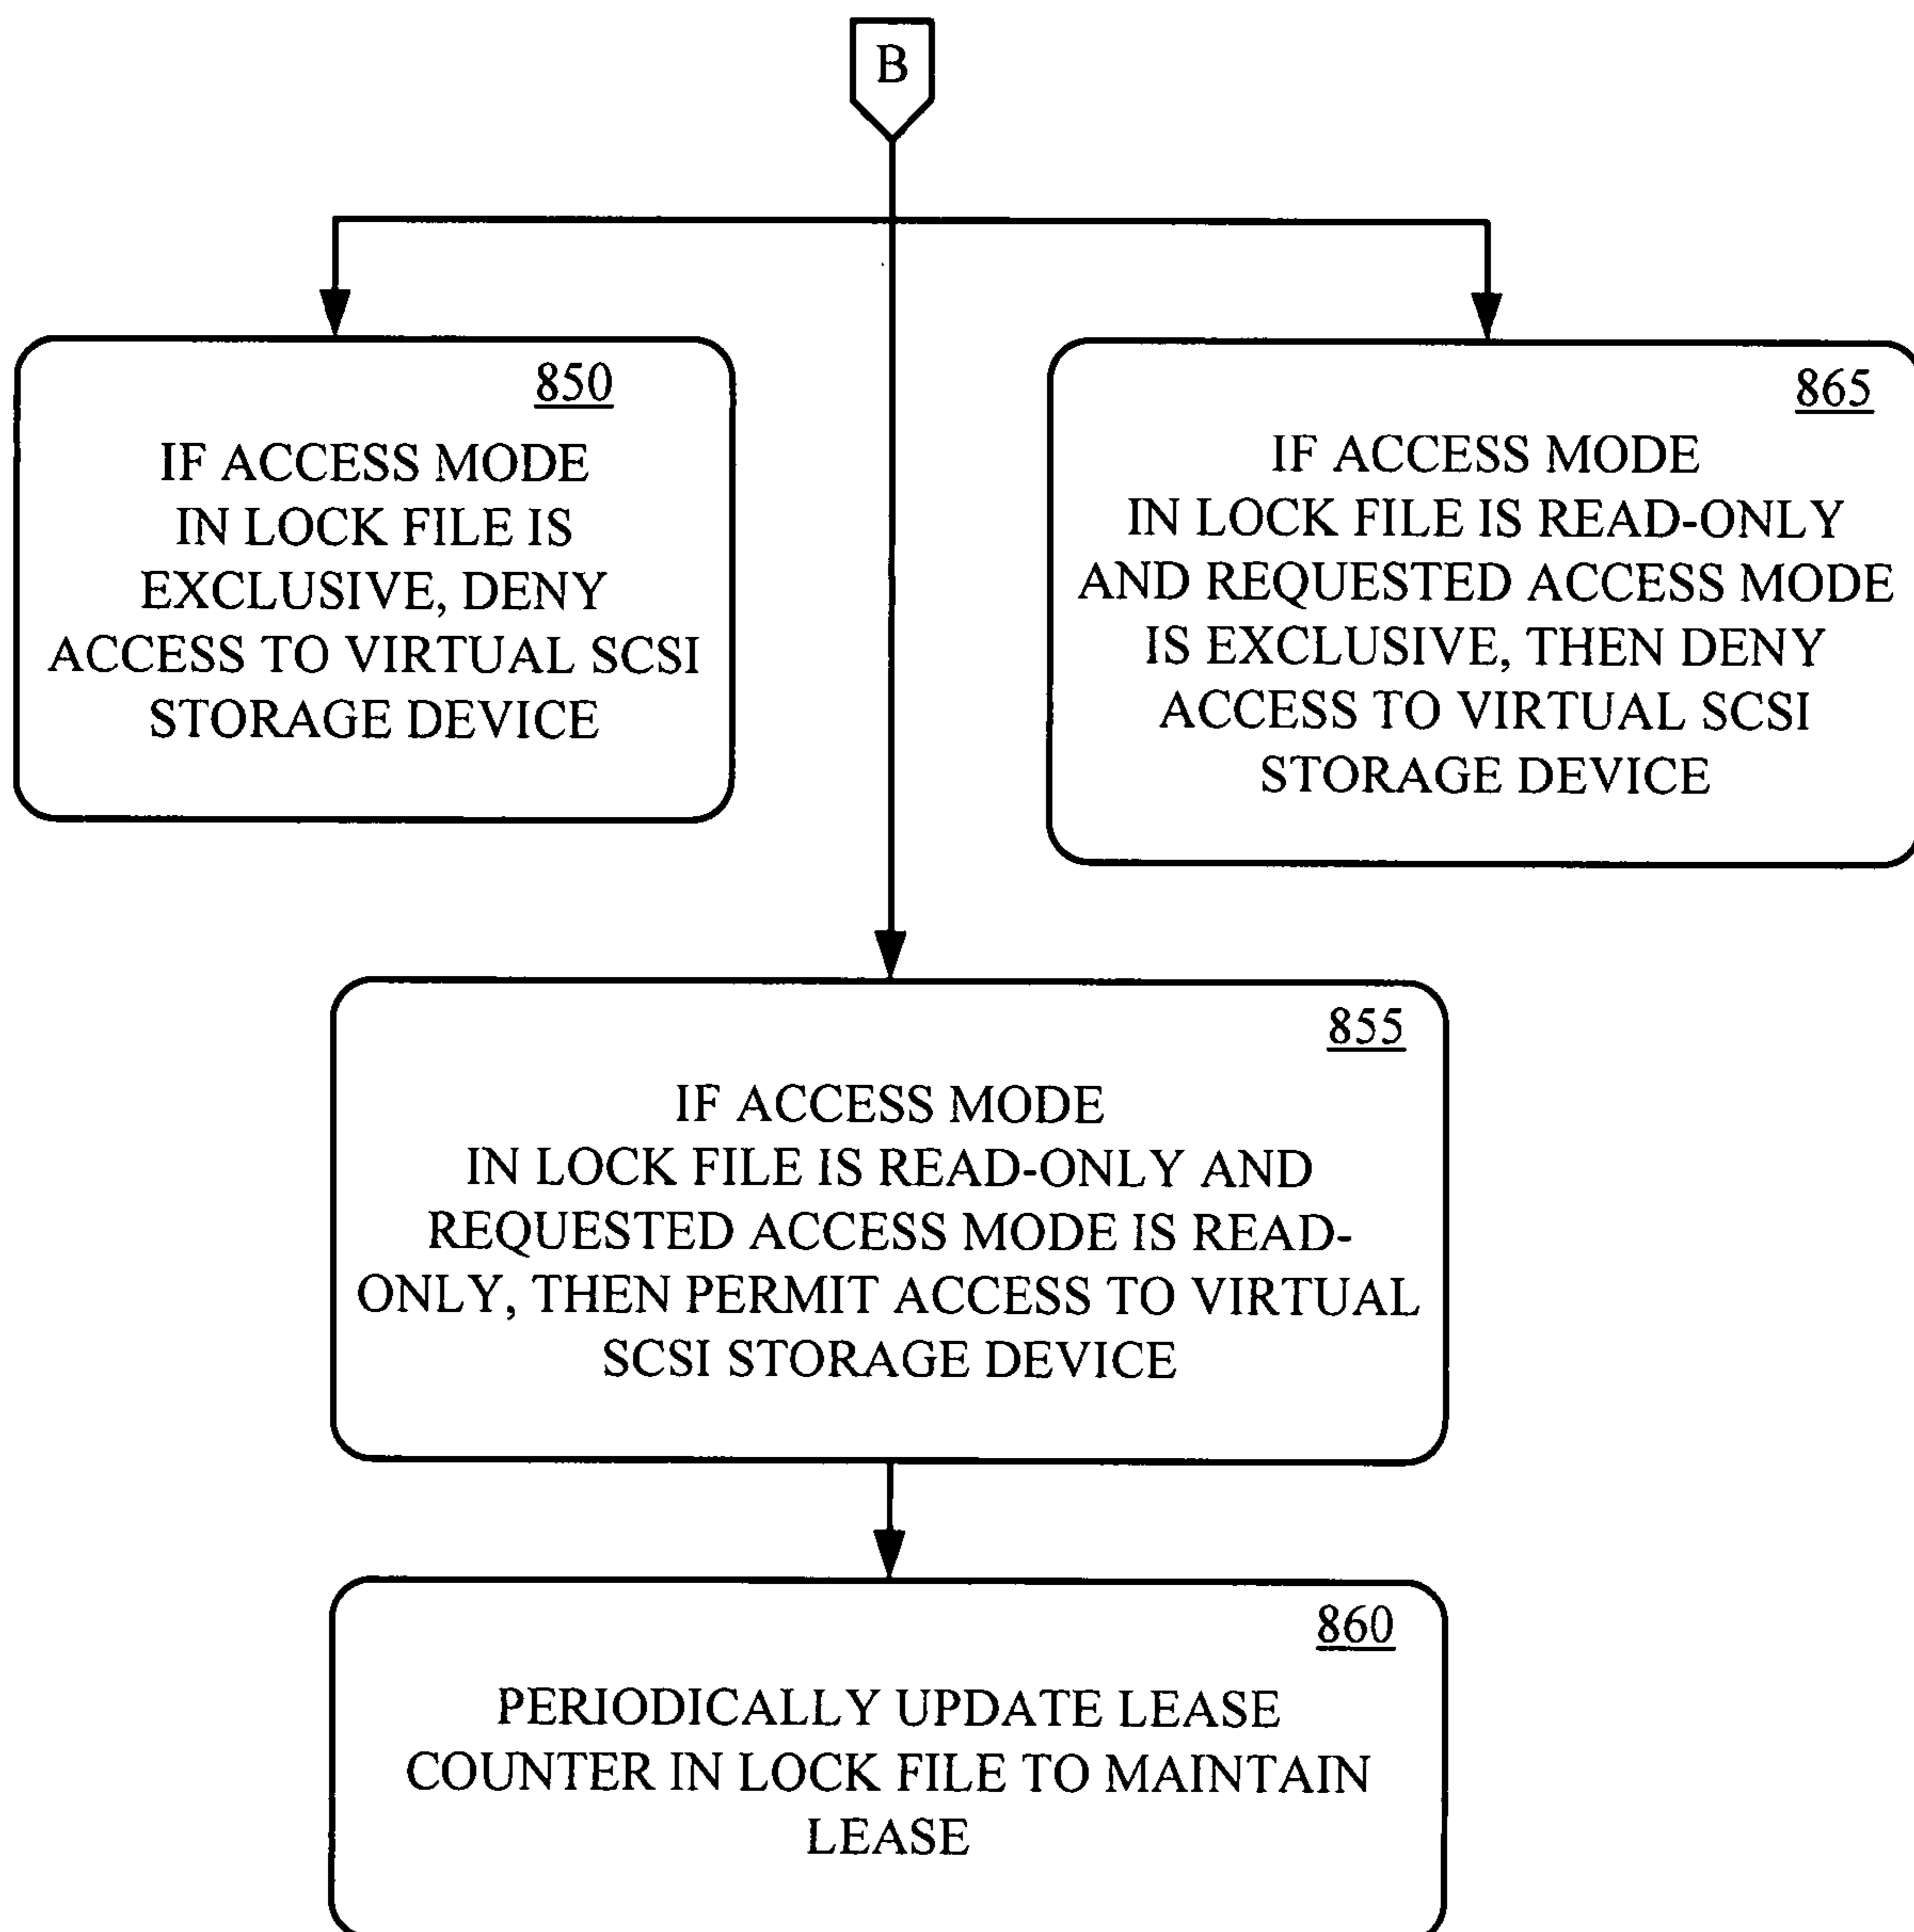 B
850
IF ACCESS MODE
IN LOCK FILE IS
EXCLUSIVE, DENY
ACCESS TO VIRTUAL SCSI
STORAGE DEVICE
865
IF ACCESS MODE
IN LOCK FILE IS READ-ONLY
AND REQUESTED ACCESS MODE
IS EXCLUSIVE, THEN DENY
ACCESS TO VIRTUAL SCSI
STORAGE DEVICE
855
IF ACCESS MODE
IN LOCK FILE IS READ-ONLY AND
REQUESTED ACCESS MODE IS READ-
ONLY, THEN PERMIT ACCESS TO VIRTUAL
SCSI STORAGE DEVICE
860
PERIODICALLY UPDATE LEASE
COUNTER IN LOCK FILE TO MAINTAIN
LEASE